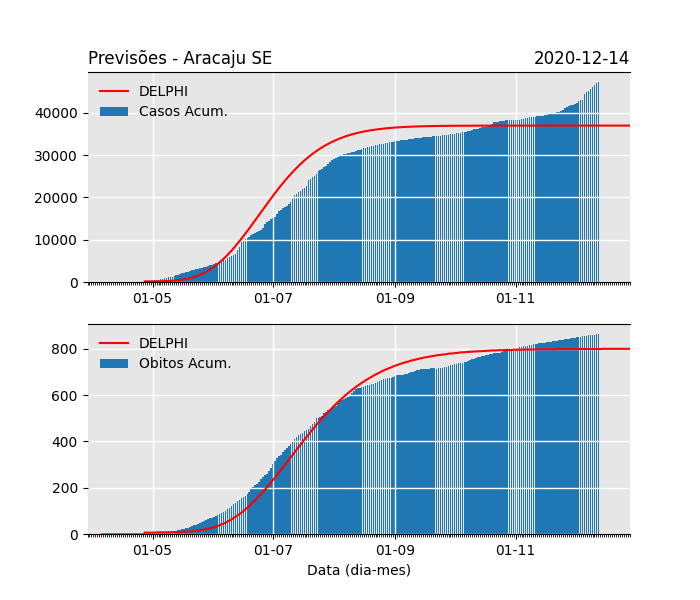 Previsões - Aracaju SE 2020-12-14
DELPHI
Casos Acum.
40000
30000
20000
10000
0
01-05 01-07 01-09 01-11
DELPHI
Obitos Acum.
800
600
400
200
0
01-05 01-07 01-09 01-11
Data (dia-mes)